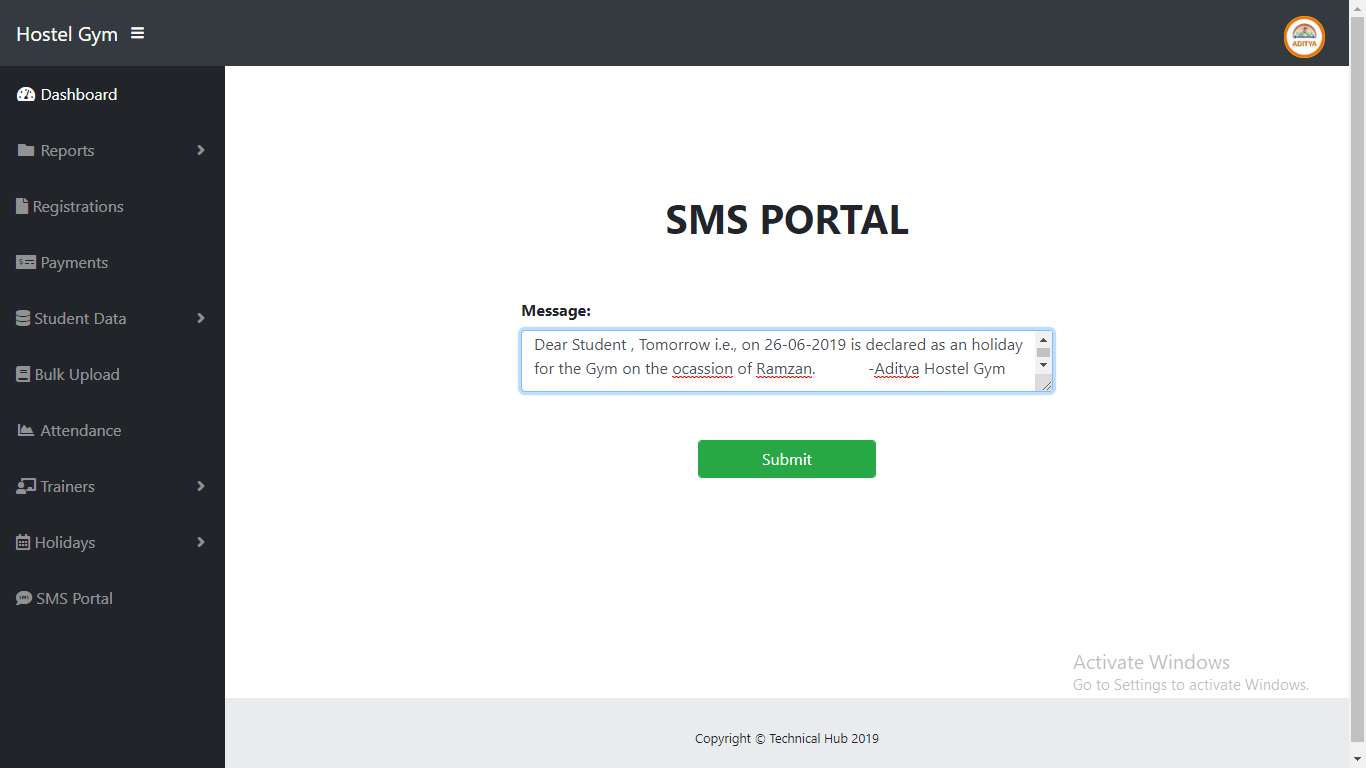 Hostel Gym
ADITYA
Dashboard
Reports
Registrations
Payments
Student Data
Bulk Upload
Attendance
Trainers
Holidays
SMS Portal
SMS PORTAL
Message:
Dear Student , Tomorrow i.e., on 26-06-2019 is declared as an holiday
for the Gym on the ocassion of Ramzan. -Aditya Hostel Gym
Submit
Activate Windows
Go to Settings to activate Windows.
Copyright © Technical Hub 2019